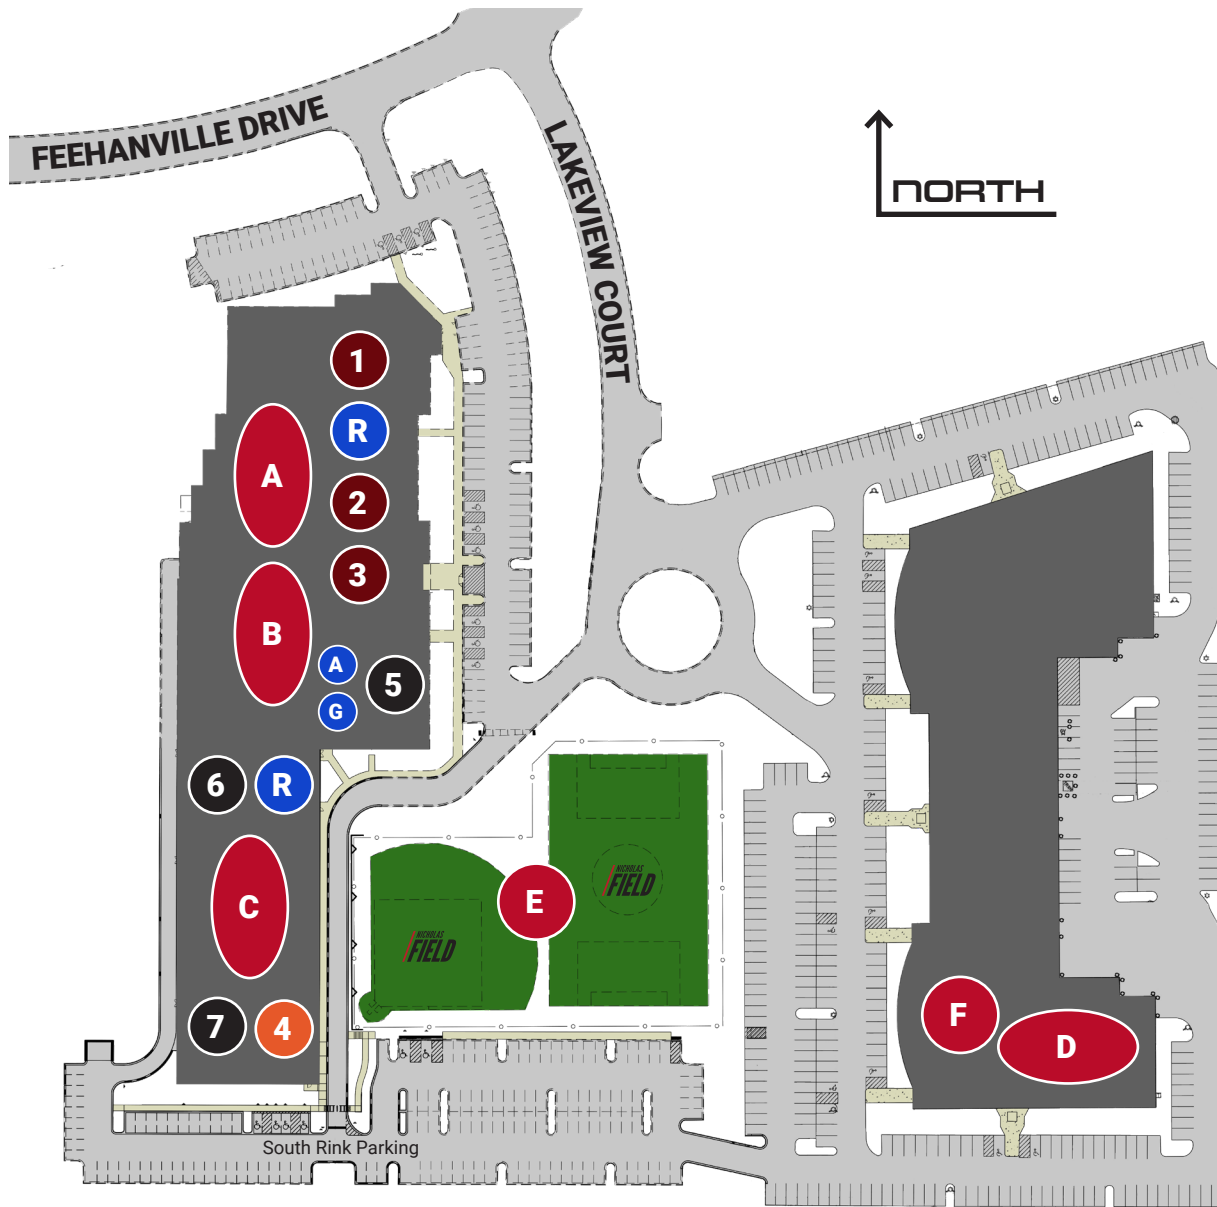 FEEHANVILLE DRIVE
LAKEVIEW COURT
NORTH
1
R
A
2
3
B
A
5
G
6
R
C
E
NICHOLAS
FIELD
NICHOLAS
FIELD
7
4
F
D
South Rink Parking